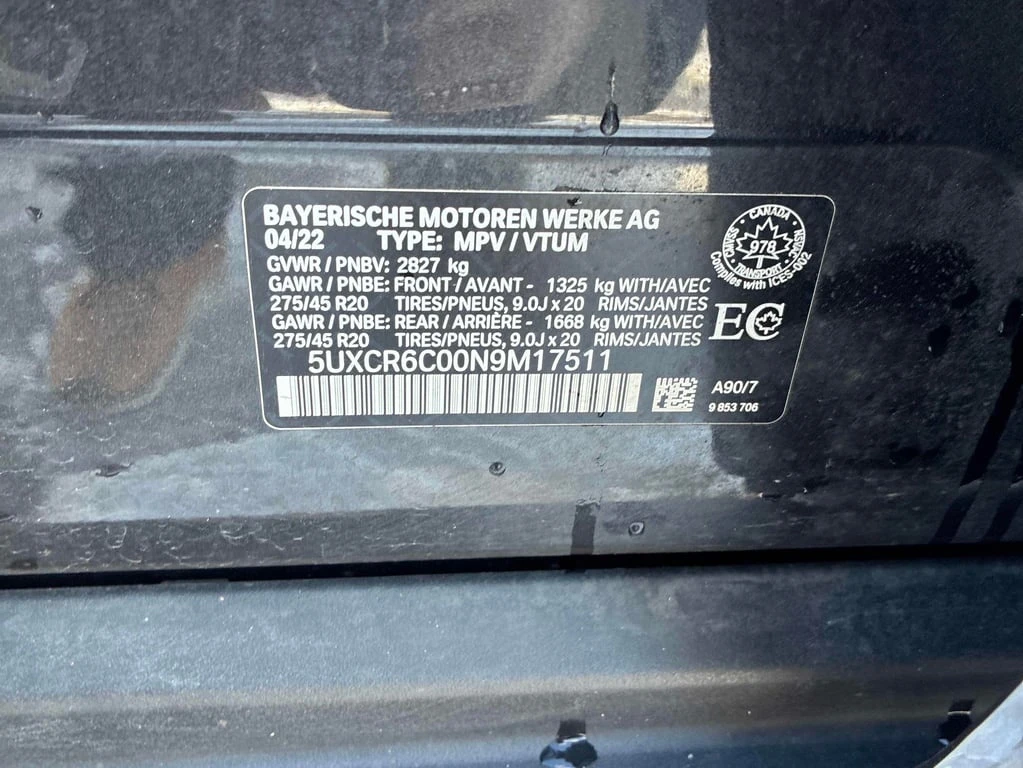 BAYERISCHE MOTOREN WERKE AG
04/22 TYPE: MPV / VTUM
GVWR / PNBV: 2827 kg
GAWR / PNBE: FRONT / AVANT - 1325 kg WITH/AVEC
275/45 R20 TIRES/PNEUS, 9.0J x 20 RIMS/JANTES
GAWR / PNBE: REAR / ARRIÈRE - 1668 kg WITH/AVEC
275/45 R20 TIRES/PNEUS, 9.0J x 20 RIMS/JANTES
5UXCR6C00N9M17511
CANADA
978
TRANSPORT
CMVSS
NSVAC
Complies with ICES-002
EC
A90/7
9 853 706